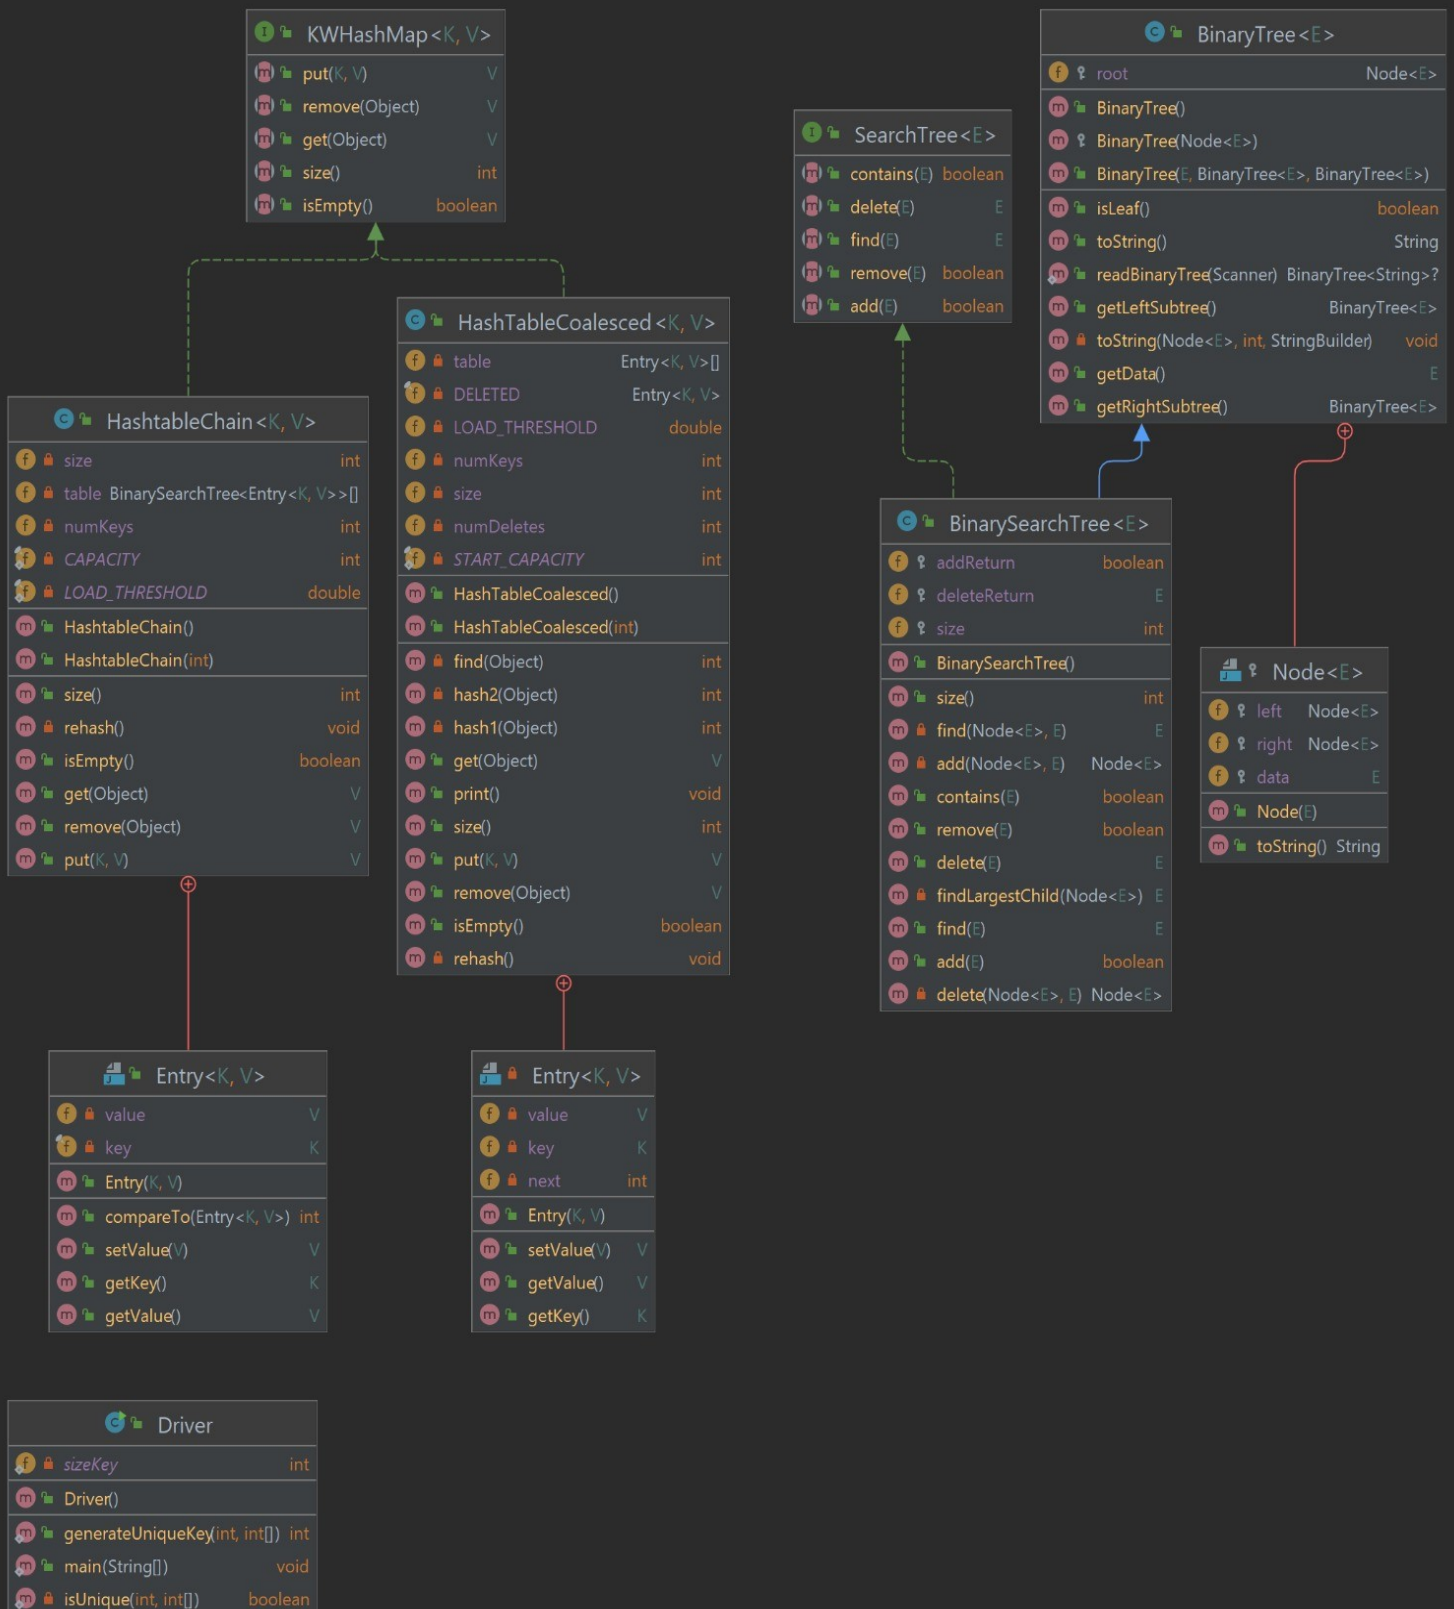 KWHashMap<K, V>
put(K, V) V
remove(Object) V
get(Object) V
size() int
isEmpty() boolean
HashtableChain<K, V>
size int
table BinarySearchTree<Entry<K, V>>[]
numKeys int
CAPACITY int
LOAD_THRESHOLD double
HashtableChain()
HashtableChain(int)
size() int
rehash() void
isEmpty() boolean
get(Object) V
remove(Object) V
put(K, V) V
Entry<K, V>
value V
key K
Entry(K, V)
compareTo(Entry<K, V>) int
setValue(V) V
getKey() K
getValue() V
HashTableCoalesced<K, V>
table Entry<K, V>[]
DELETED Entry<K, V>
LOAD_THRESHOLD double
numKeys int
size int
numDeletes int
START_CAPACITY int
HashTableCoalesced()
HashTableCoalesced(int)
find(Object) int
hash2(Object) int
hash1(Object) int
get(Object) V
print() void
size() int
put(K, V) V
remove(Object) V
isEmpty() boolean
rehash() void
Entry<K, V>
value V
key K
next int
Entry(K, V)
setValue(V) V
getValue() V
getKey() K
SearchTree<E>
contains(E) boolean
delete(E) E
find(E) E
remove(E) boolean
add(E) boolean
BinaryTree<E>
root Node<E>
BinaryTree()
BinaryTree(Node<E>)
BinaryTree(E, BinaryTree<E>, BinaryTree<E>)
isLeaf() boolean
toString() String
readBinaryTree(Scanner) BinaryTree<String>?
getLeftSubtree() BinaryTree<E>
toString(Node<E>, int, StringBuilder) void
getData() E
getRightSubtree() BinaryTree<E>
BinarySearchTree<E>
addReturn boolean
deleteReturn E
size int
BinarySearchTree()
size() int
find(Node<E>, E) E
add(Node<E>, E) Node<E>
contains(E) boolean
remove(E) boolean
delete(E) E
findLargestChild(Node<E>) E
find(E) E
add(E) boolean
delete(Node<E>, E) Node<E>
Node<E>
left Node<E>
right Node<E>
data E
Node(E)
toString() String
Driver
sizeKey int
Driver()
generateUniqueKey(int, int[]) int
main(String[]) void
isUnique(int, int[]) boolean